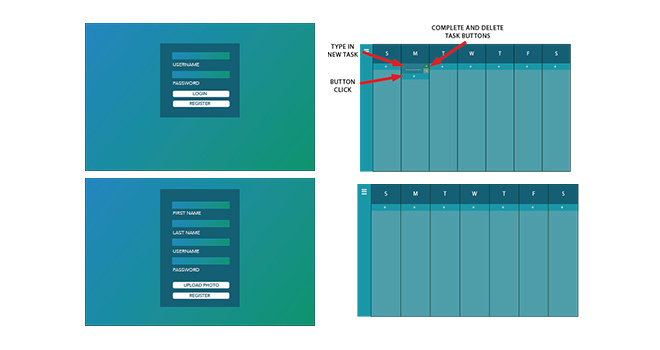 USERNAME
PASSWORD
LOGIN
REGISTER
COMPLETE AND DELETE
TASK BUTTONS
TYPE IN
NEW TASK
BUTTON
CLICK
S M T W T F S
FIRST NAME
LAST NAME
USERNAME
PASSWORD
UPLOAD PHOTO
REGISTER
S M T W T F S